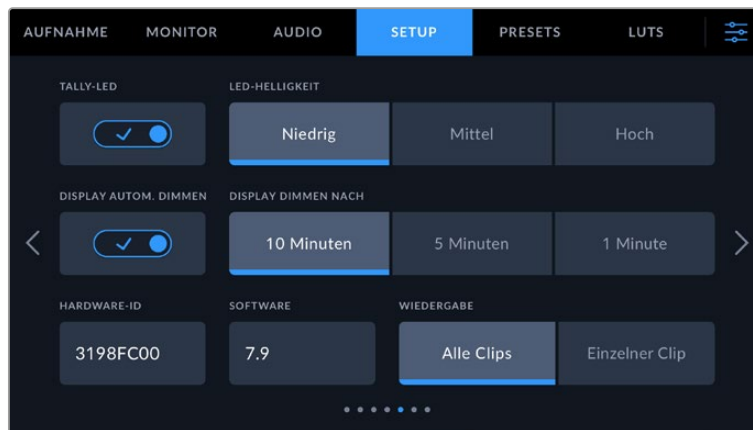 AUFNAHME MONITOR AUDIO SETUP PRESETS LUTS
TALLY-LED LED-HELLIGKEIT
Niedrig Mittel Hoch
DISPLAY AUTOM. DIMMEN DISPLAY DIMMEN NACH
10 Minuten 5 Minuten 1 Minute
HARDWARE-ID SOFTWARE WIEDERGABE
3198FC00 7.9 Alle Clips Einzelner Clip